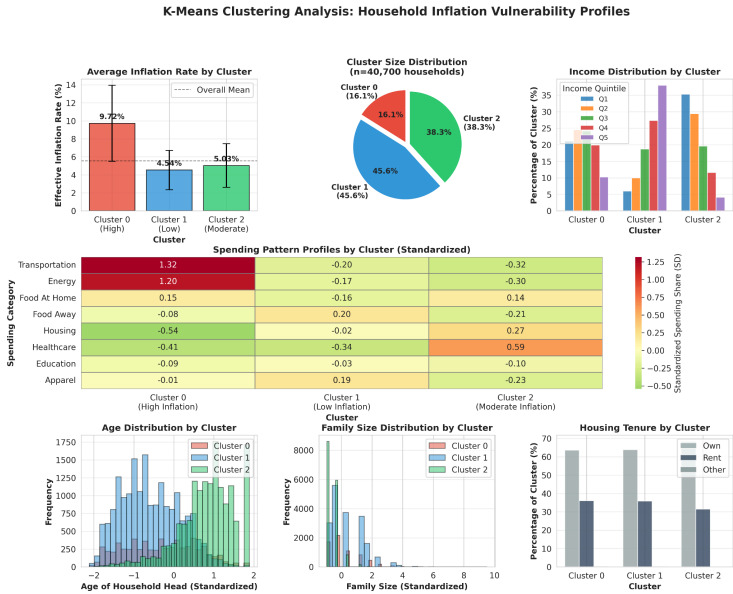 K-Means Clustering Analysis: Household Inflation Vulnerability Profiles
Average Inflation Rate by Cluster
Effective Inflation Rate (%)
14
12
10
8
6
4
2
0
Overall Mean
9.72%
4.54%
5.03%
Cluster 0
(High)
Cluster 1
(Low)
Cluster 2
(Moderate)
Cluster
Cluster Size Distribution
(n=40,700 households)
Cluster 0
(16.1%)
16.1%
Cluster 2
(38.3%)
38.3%
45.6%
Cluster 1
(45.6%)
Income Distribution by Cluster
Percentage of Cluster (%)
35
30
25
20
15
10
5
0
Income Quintile
Q1
Q2
Q3
Q4
Q5
Cluster 0
Cluster 1
Cluster 2
Cluster
Spending Pattern Profiles by Cluster (Standardized)
Spending Category
Transportation 1.32 -0.20 -0.32
Energy 1.20 -0.17 -0.30
Food At Home 0.15 -0.16 0.14
Food Away -0.08 0.20 -0.21
Housing -0.54 -0.02 0.27
Healthcare -0.41 -0.34 0.59
Education -0.09 -0.03 -0.10
Apparel -0.01 0.19 -0.23
Cluster 0
(High Inflation)
Cluster 1
(Low Inflation)
Cluster 2
(Moderate Inflation)
Cluster
1.25
1.00
0.75
0.50
0.25
0.00
−0.25
−0.50
Standardized Spending Share (SD)
Age Distribution by Cluster
Frequency
1750
1500
1250
1000
750
500
250
0
Cluster 0
Cluster 1
Cluster 2
−2 −1 0 1 2
Age of Household Head (Standardized)
Family Size Distribution by Cluster
Frequency
8000
6000
4000
2000
0
Cluster 0
Cluster 1
Cluster 2
0 2 4 6 8 10
Family Size (Standardized)
Housing Tenure by Cluster
Percentage of Cluster (%)
70
60
50
40
30
20
10
0
Own
Rent
Other
Cluster 0
Cluster 1
Cluster 2
Cluster